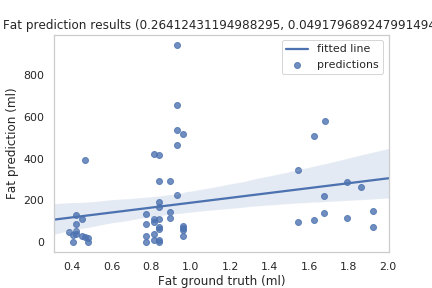 Fat prediction results (0.26412431194988295, 0.049179689247991494
fitted line
predictions
Fat prediction (ml)
800
600
400
200
0
0.4 0.6 0.8 1.0 1.2 1.4 1.6 1.8 2.0
Fat ground truth (ml)